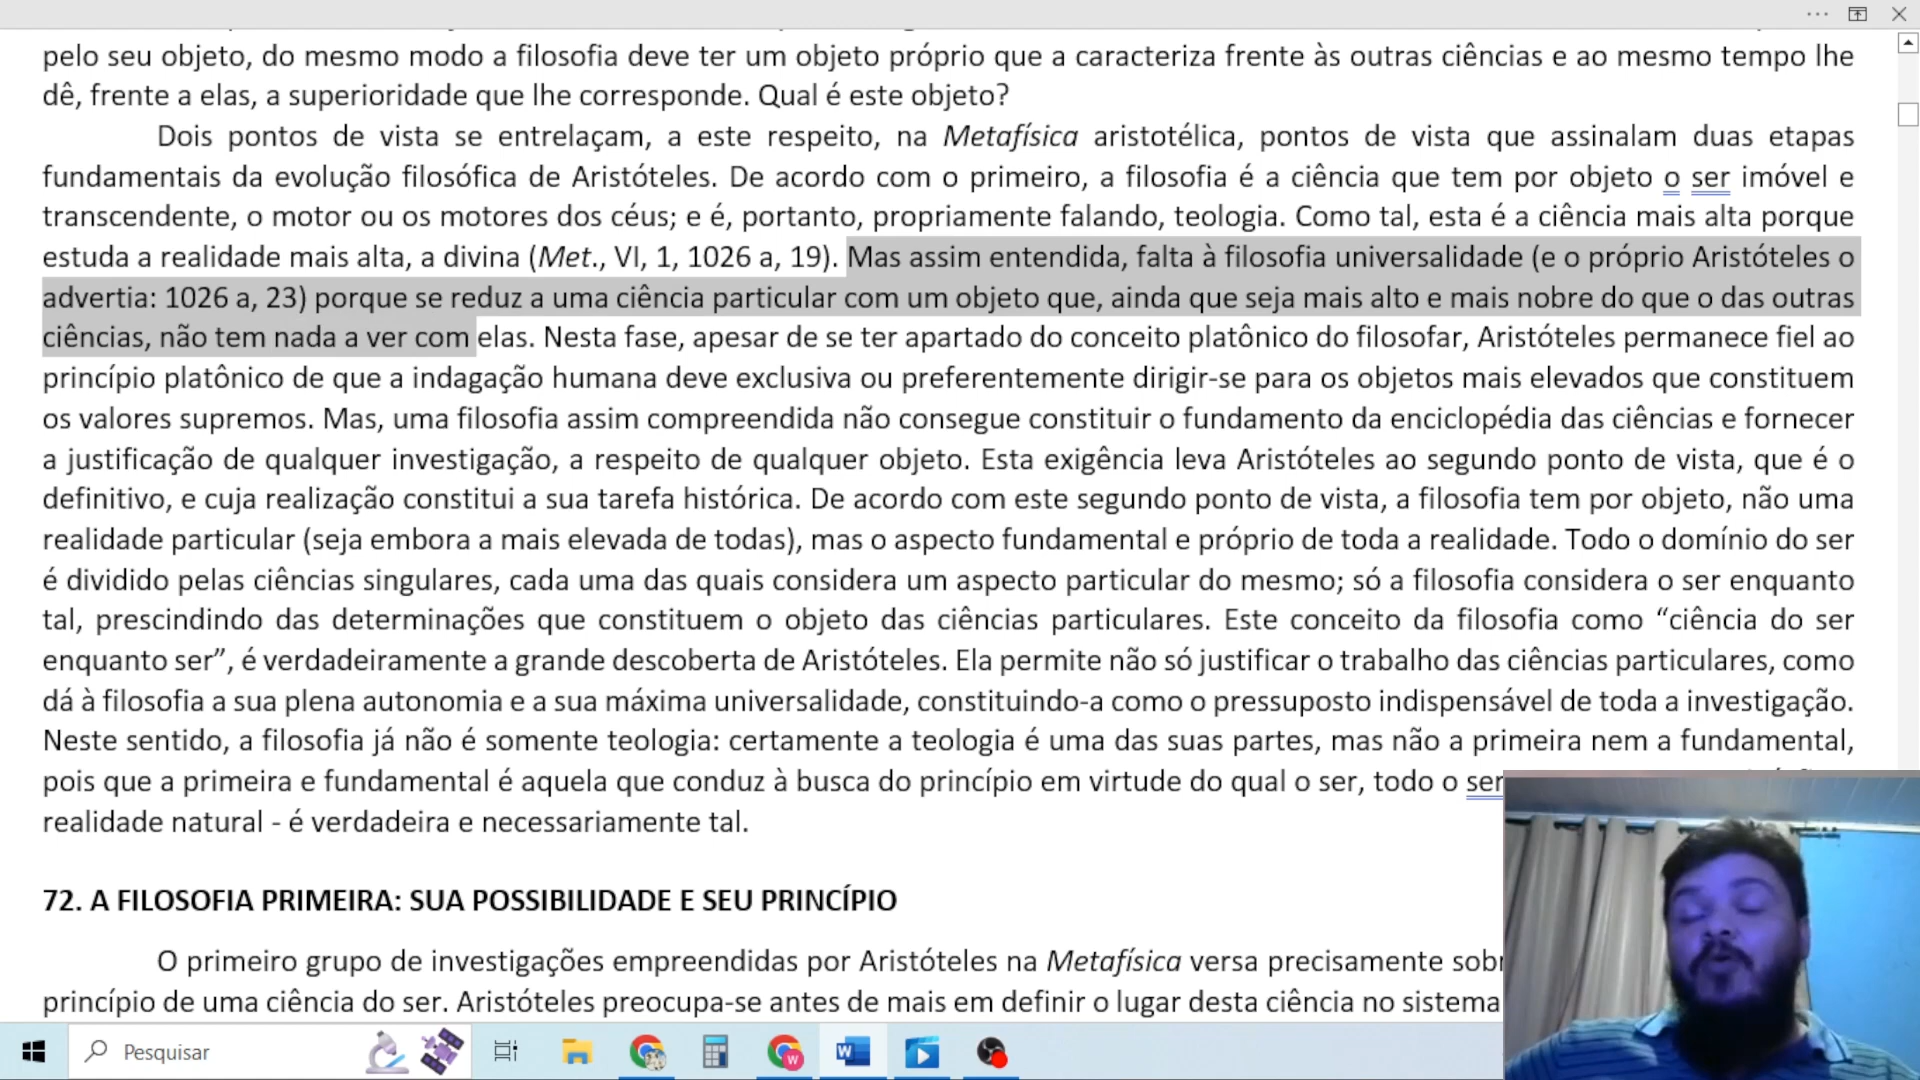 pelo seu objeto, do mesmo modo a filosofia deve ter um objeto próprio que a caracteriza frente às outras ciências e ao mesmo tempo lhe
dê, frente a elas, a superioridade que lhe corresponde. Qual é este objeto?
Dois pontos de vista se entrelaçam, a este respeito, na Metafísica aristotélica, pontos de vista que assinalam duas etapas
fundamentais da evolução filosófica de Aristóteles. De acordo com o primeiro, a filosofia é a ciência que tem por objeto o ser imóvel e
transcendente, o motor ou os motores dos céus; e é, portanto, propriamente falando, teologia. Como tal, esta é a ciência mais alta porque
estuda a realidade mais alta, a divina (Met., VI, 1, 1026 a, 19). Mas assim entendida, falta à filosofia universalidade (e o próprio Aristóteles o
advertia: 1026 a, 23) porque se reduz a uma ciência particular com um objeto que, ainda que seja mais alto e mais nobre do que o das outras
ciências, não tem nada a ver com elas. Nesta fase, apesar de se ter apartado do conceito platônico do filosofar, Aristóteles permanece fiel ao
princípio platônico de que a indagação humana deve exclusiva ou preferentemente dirigir-se para os objetos mais elevados que constituem
os valores supremos. Mas, uma filosofia assim compreendida não consegue constituir o fundamento da enciclopédia das ciências e fornecer
a justificação de qualquer investigação, a respeito de qualquer objeto. Esta exigência leva Aristóteles ao segundo ponto de vista, que é o
definitivo, e cuja realização constitui a sua tarefa histórica. De acordo com este segundo ponto de vista, a filosofia tem por objeto, não uma
realidade particular (seja embora a mais elevada de todas), mas o aspecto fundamental e próprio de toda a realidade. Todo o domínio do ser
é dividido pelas ciências singulares, cada uma das quais considera um aspecto particular do mesmo; só a filosofia considera o ser enquanto
tal, prescindindo das determinações que constituem o objeto das ciências particulares. Este conceito da filosofia como “ciência do ser
enquanto ser”, é verdadeiramente a grande descoberta de Aristóteles. Ela permite não só justificar o trabalho das ciências particulares, como
dá à filosofia a sua plena autonomia e a sua máxima universalidade, constituindo-a como o pressuposto indispensável de toda a investigação.
Neste sentido, a filosofia já não é somente teologia: certamente a teologia é uma das suas partes, mas não a primeira nem a fundamental,
pois que a primeira e fundamental é aquela que conduz à busca do princípio em virtude do qual o ser, todo o ser
realidade natural - é verdadeira e necessariamente tal.
72. A FILOSOFIA PRIMEIRA: SUA POSSIBILIDADE E SEU PRINCÍPIO
O primeiro grupo de investigações empreendidas por Aristóteles na Metafísica versa precisamente
princípio de uma ciência do ser. Aristóteles preocupa-se antes de mais em definir o lugar desta ciência no sistema
Pesquisar